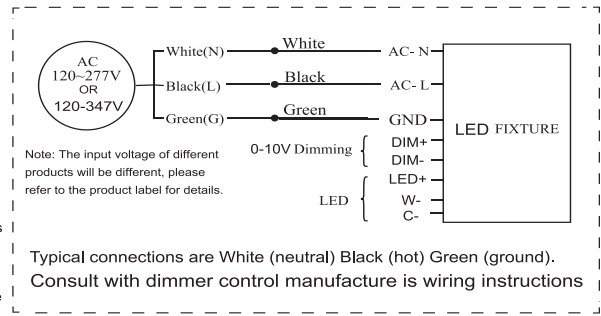 White(N) White AC- N
AC
120~277V
OR
120-347V
Black(L) Black AC- L
Green(G) Green GND
LED FIXTURE
0-10V Dimming { DIM+
DIM-
LED { LED+
W-
C-
Note: The input voltage of different
products will be different, please
refer to the product label for details.
Typical connections are White (neutral) Black (hot) Green (ground).
Consult with dimmer control manufacture is wiring instructions